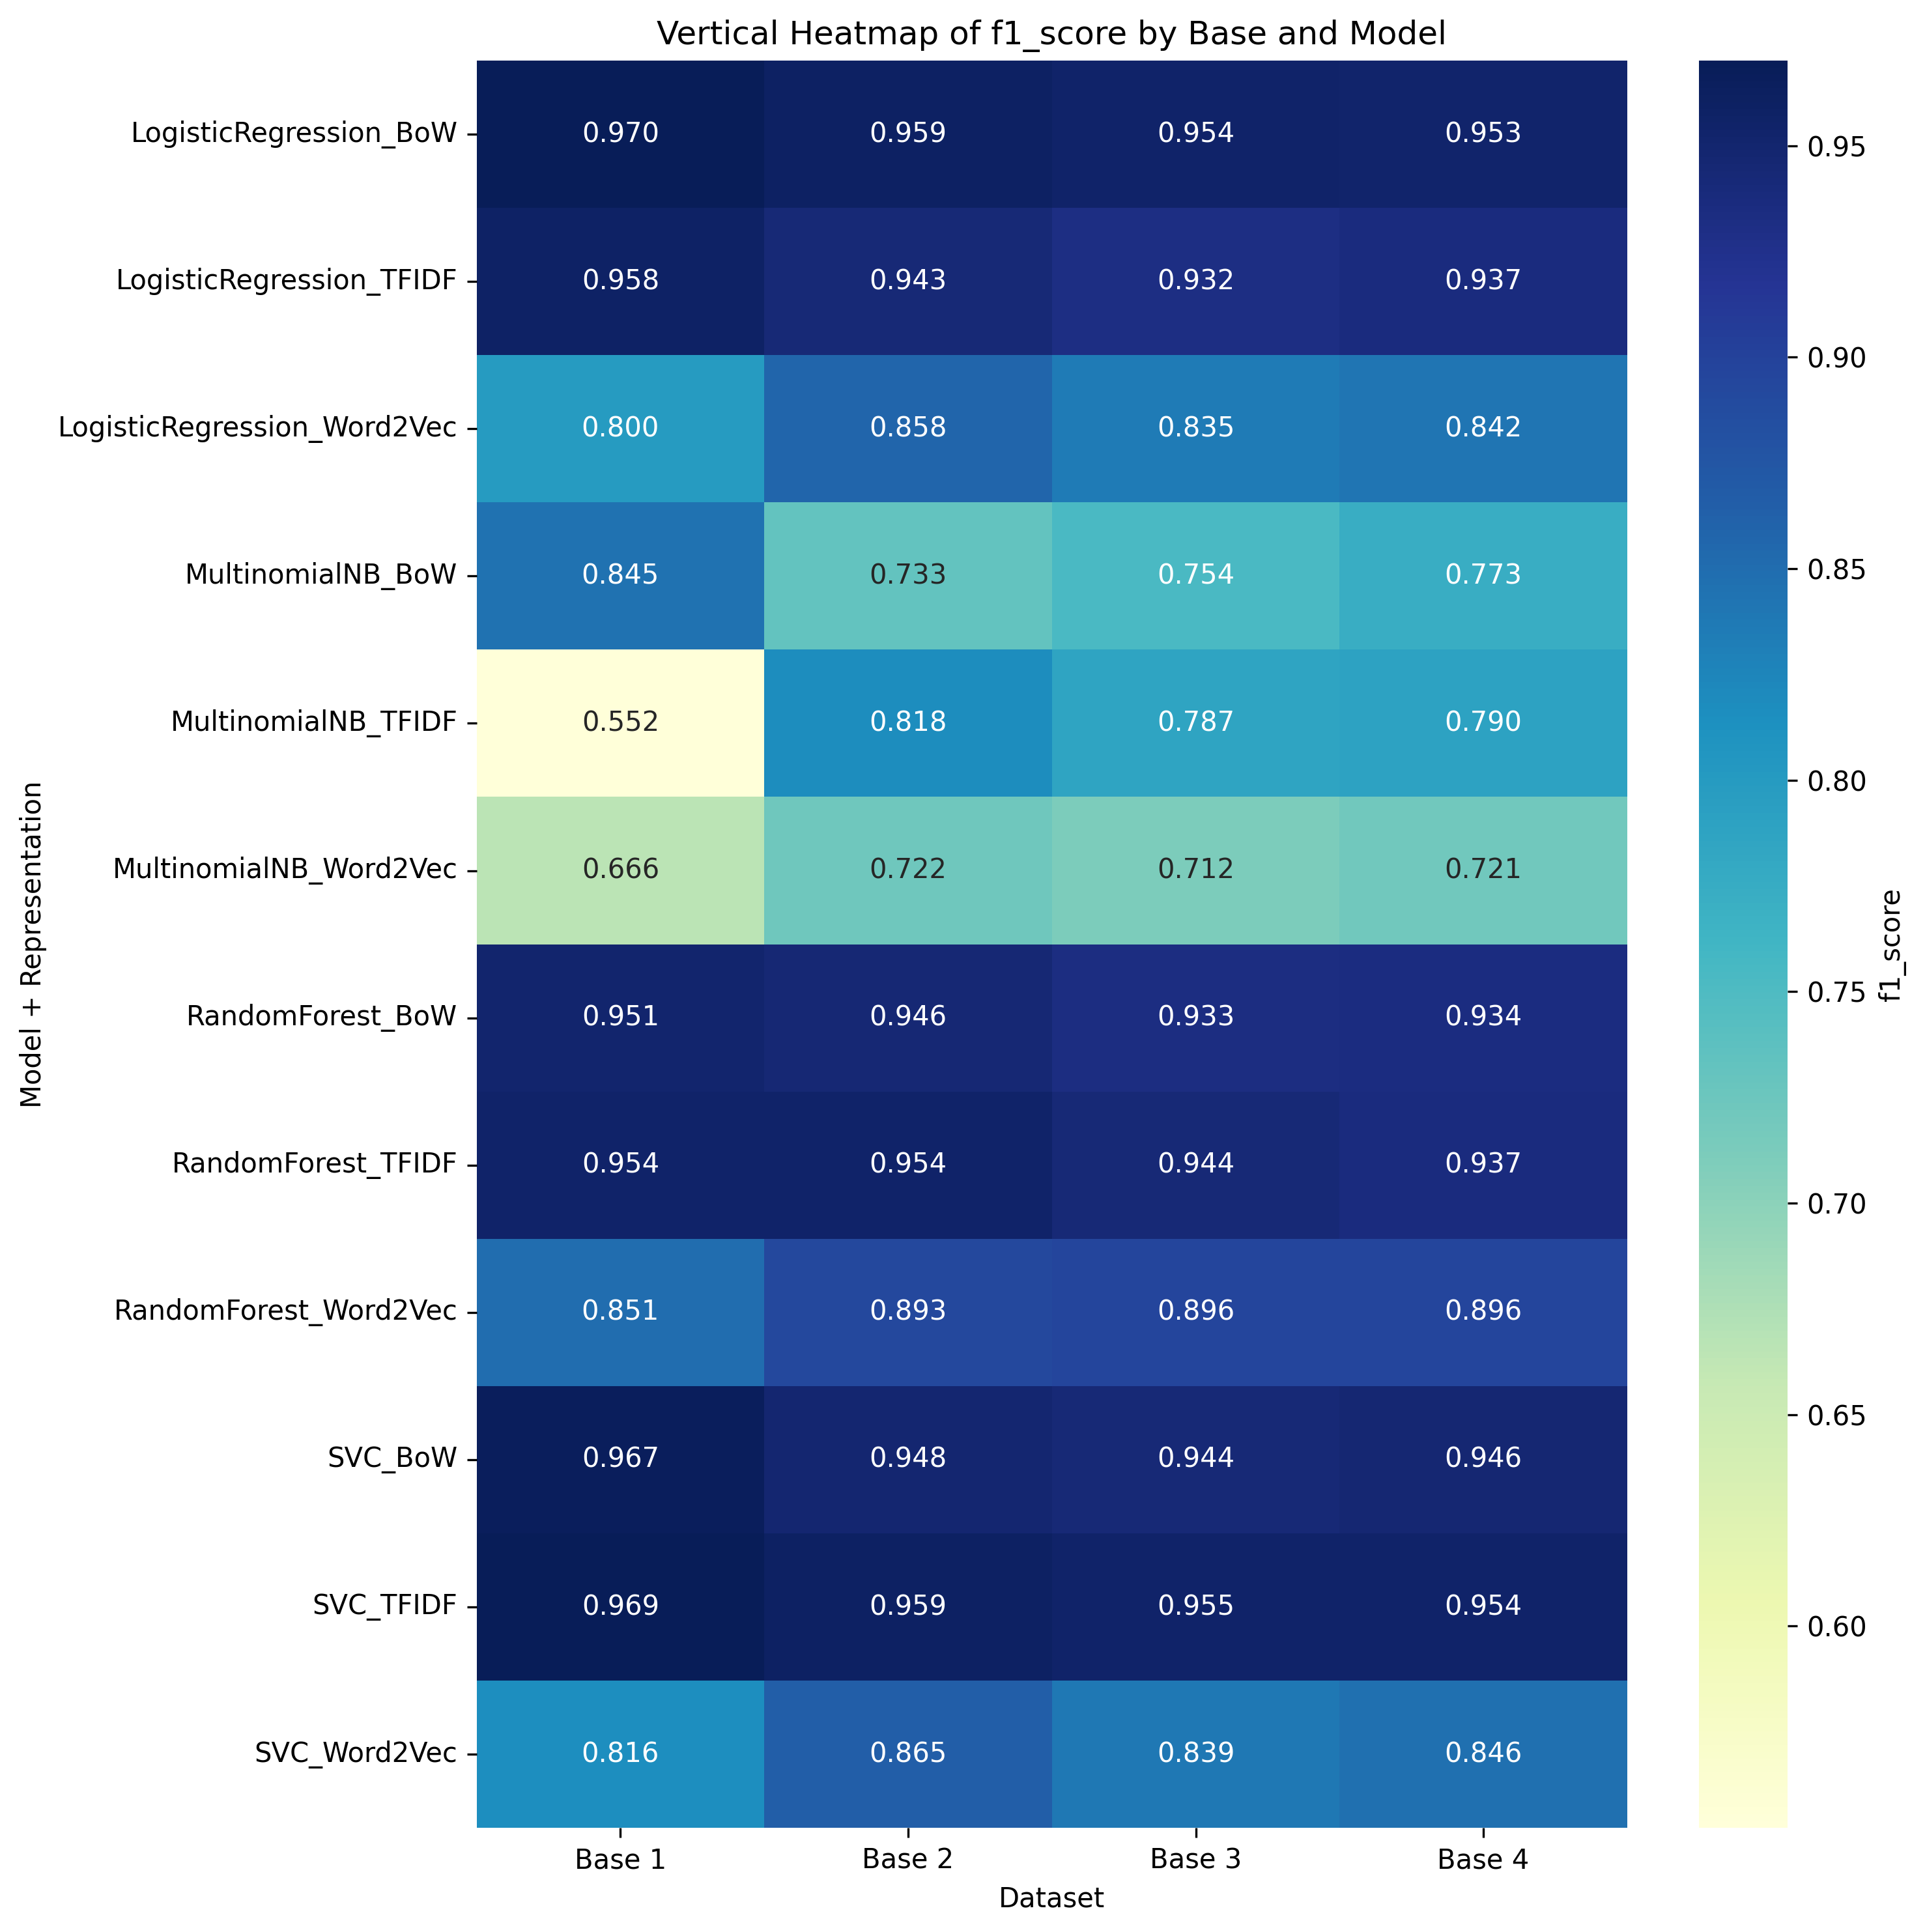 Vertical Heatmap of f1_score by Base and Model
LogisticRegression_BoW 0.970 0.959 0.954 0.953
LogisticRegression_TFIDF 0.958 0.943 0.932 0.937
LogisticRegression_Word2Vec 0.800 0.858 0.835 0.842
MultinomialNB_BoW 0.845 0.733 0.754 0.773
MultinomialNB_TFIDF 0.552 0.818 0.787 0.790
MultinomialNB_Word2Vec 0.666 0.722 0.712 0.721
RandomForest_BoW 0.951 0.946 0.933 0.934
RandomForest_TFIDF 0.954 0.954 0.944 0.937
RandomForest_Word2Vec 0.851 0.893 0.896 0.896
SVC_BoW 0.967 0.948 0.944 0.946
SVC_TFIDF 0.969 0.959 0.955 0.954
SVC_Word2Vec 0.816 0.865 0.839 0.846
Base 1 Base 2 Base 3 Base 4
Dataset
Model + Representation
0.95
0.90
0.85
0.80
0.75
0.70
0.65
0.60
f1_score